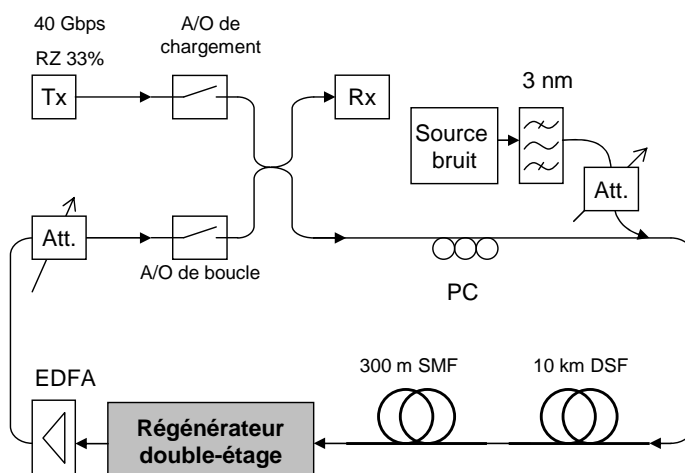 40 Gbps
RZ 33%
Tx
A/O de
chargement
Rx
Source
bruit
3 nm
Att.
Att.
A/O de boucle
PC
EDFA
Régénérateur
double-étage
300 m SMF
10 km DSF